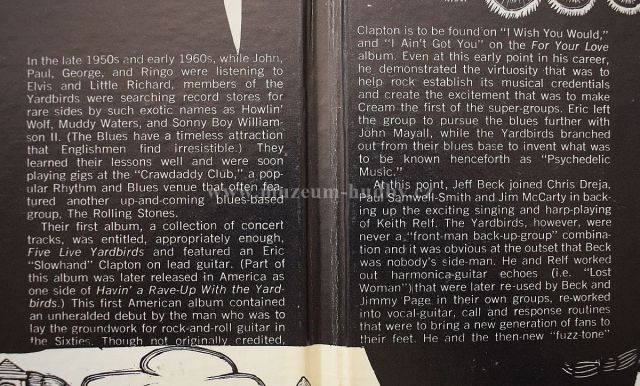 In the late 1950s and early 1960s, while John,
Paul, George, and Ringo were listening to
Elvis and Little Richard, members of the
Yardbirds were searching record stores for
rare sides by such exotic names as Howlin'
Wolf, Muddy Waters, and Sonny Boy William-
son II. (The Blues have a timeless attraction
that Englishmen find irresistible.) They
learned their lessons well and were soon
playing gigs at the "Crawdaddy Club," a pop-
ular Rhythm and Blues venue that often fea-
tured another up-and-coming blues-based
group, The Rolling Stones.
Their first album, a collection of concert
tracks, was entitled, appropriately enough,
Five Live Yardbirds and featured an Eric
"Slowhand" Clapton on lead guitar. (Part of
this album was later released in America as
one side of Havin' a Rave-Up With the Yard-
birds.) This first American album contained
an unheralded debut by the man who was to
lay the groundwork for rock-and-roll guitar in
the Sixties. Though not originally credited,
Clapton is to be found on "I Wish You Would,"
and "I Ain't Got You" on the For Your Love
album. Even at this early point in his career,
he demonstrated the virtuosity that was to
help rock establish its musical credentials
and create the excitement that was to make
Cream the first of the super-groups. Eric left
the group to pursue the blues further with
John Mayall, while the Yardbirds branched
out from their blues base to invent what was
to be known henceforth as "Psychedelic
Music."
At this point, Jeff Beck joined Chris Dreja,
Paul Samwell-Smith and Jim McCarty in back-
ing up the exciting singing and harp-playing
of Keith Relf. The Yardbirds, however, were
never a "front-man back-up-group" combina-
tion and it was obvious at the outset that Beck
was nobody's side-man. He and Relf worked
out harmonica-guitar echoes (i.e. "Lost
Woman") that were later re-used by Beck and
Jimmy Page in their own groups, re-worked
into vocal-guitar, call and response routines
that were to bring a new generation of fans to
their feet. He and the then-new "fuzz-tone"